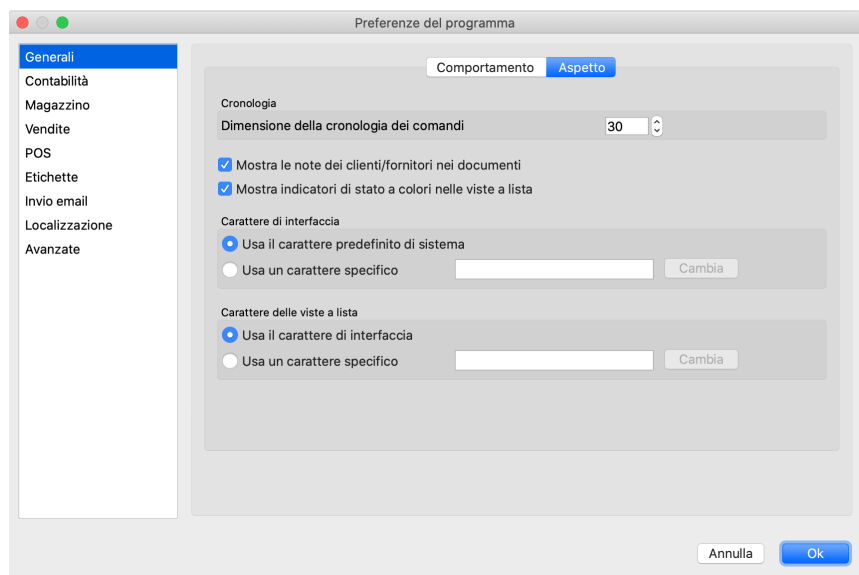 Preferenze del programma
Generali
Contabilità
Magazzino
Vendite
POS
Etichette
Invio email
Localizzazione
Avanzate
Comportamento Aspetto
Cronologia
Dimensione della cronologia dei comandi 30
Mostra le note dei clienti/fornitori nei documenti
Mostra indicatori di stato a colori nelle viste a lista
Carattere di interfaccia
Usa il carattere predefinito di sistema
Usa un carattere specifico Cambia
Carattere delle viste a lista
Usa il carattere di interfaccia
Usa un carattere specifico Cambia
Annulla Ok